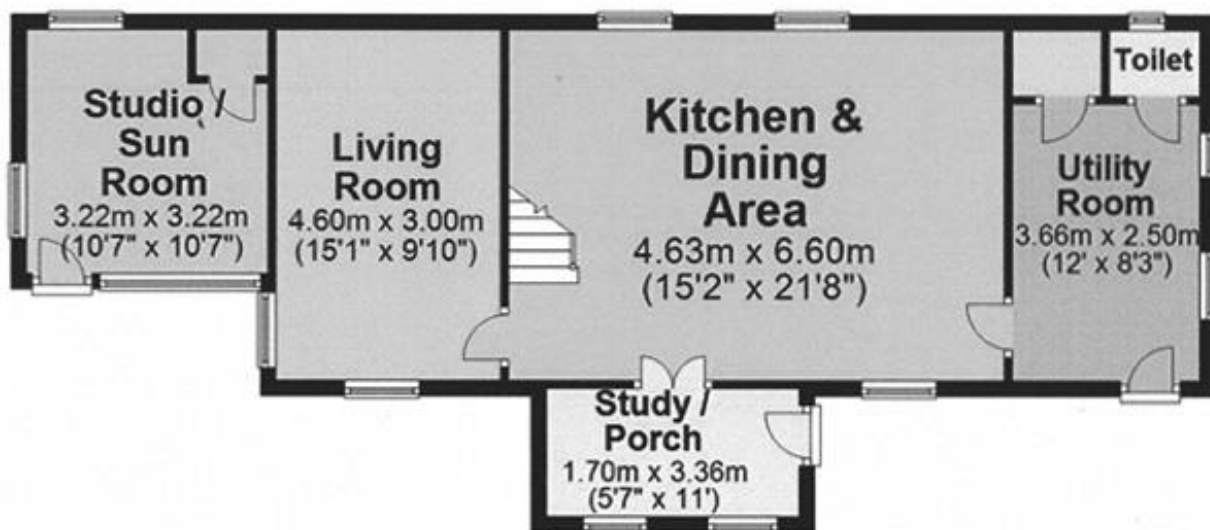 Studio /
Sun
Room
3.22m x 3.22m
(10'7" x 10'7")
Living
Room
4.60m x 3.00m
(15'1" x 9'10")
Kitchen &
Dining
Area
4.63m x 6.60m
(15'2" x 21'8")
Toilet
Utility
Room
3.66m x 2.50m
(12' x 8'3")
Study /
Porch
1.70m x 3.36m
(5'7" x 11')